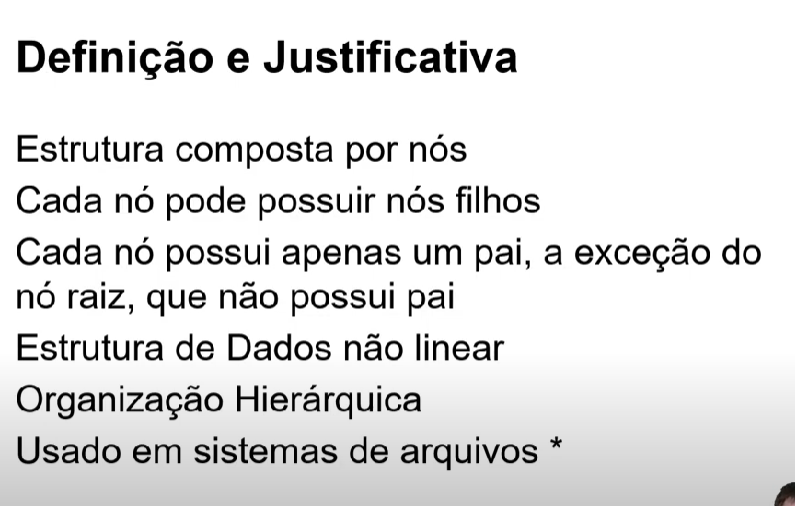 Definição e Justificativa
Estrutura composta por nós
Cada nó pode possuir nós filhos
Cada nó possui apenas um pai, a exceção do
nó raiz, que não possui pai
Estrutura de Dados não linear
Organização Hierárquica
Usado em sistemas de arquivos *